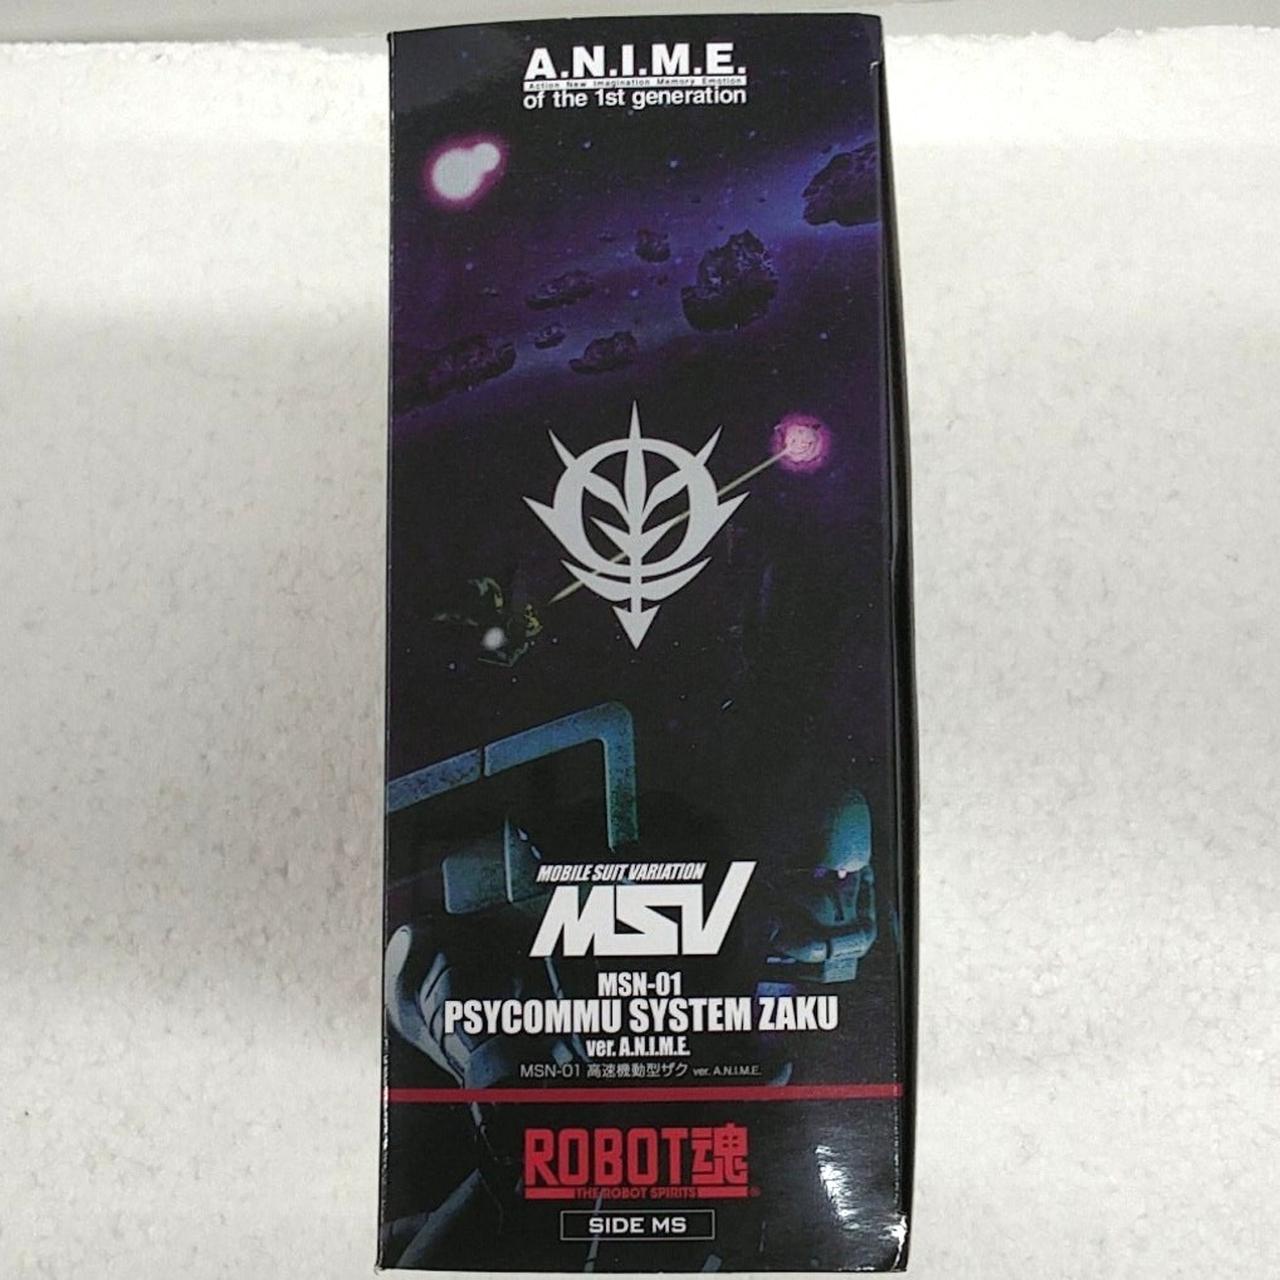 A.N.I.M.E.
Action New Imagination Memory Emotion
of the 1st generation
MOBILE SUIT VARIATION
MSV
MSN-01
PSYCOMMU SYSTEM ZAKU
ver. A.N.I.M.E.
MSN-01 高速機動型ザク ver. A.N.I.M.E.
ROBOT魂
THE ROBOT SPIRITS
SIDE MS